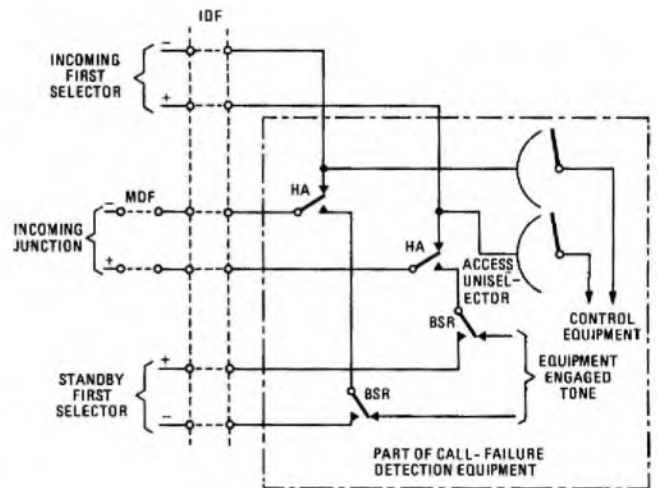 IDF
INCOMING
FIRST
SELECTOR
−
+
INCOMING
JUNCTION
−
MDF
+
HA
HA
ACCESS
UNISEL-
ECTOR
CONTROL
EQUIPMENT
BSR
EQUIPMENT
ENGAGED
TONE
STANDBY
FIRST
SELECTOR
+
−
BSR
PART OF CALL-FAILURE
DETECTION EQUIPMENT